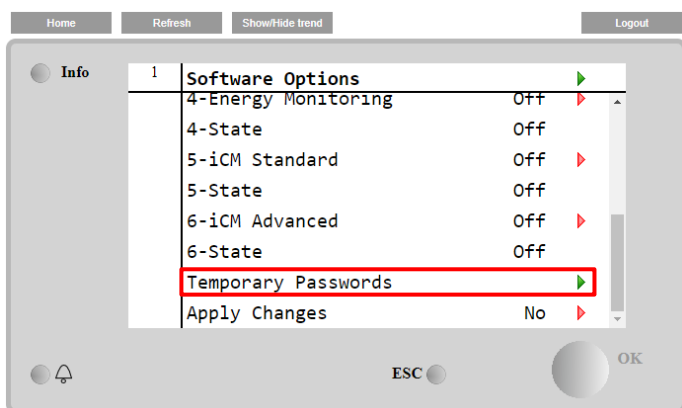 Home Refresh Show/Hide trend Logout
Info
1 Software Options
4-Energy Monitoring Off
4-State Off
5-iCM Standard Off
5-State Off
6-iCM Advanced Off
6-State Off
Temporary Passwords
Apply Changes No
ESC OK